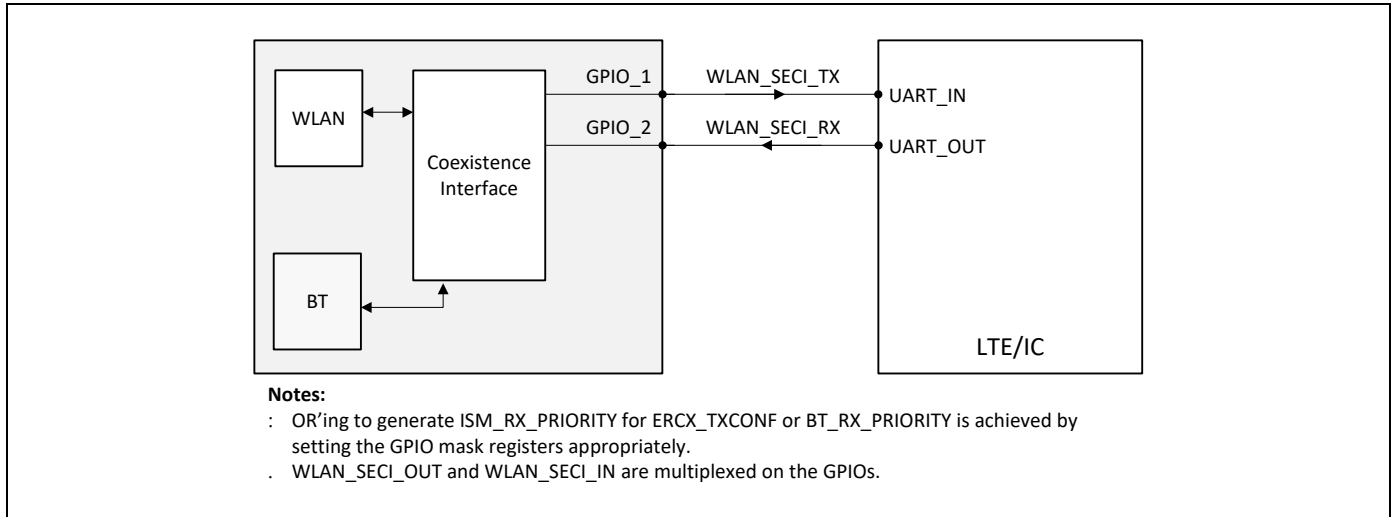 GPIO_1 WLAN_SECI_TX
UART_IN
WLAN
GPIO_2 WLAN_SECI_RX
UART_OUT
Coexistence
Interface
BT
LTE/IC
Notes:
: OR'ing to generate ISM_RX_PRIORITY for ERCX_TXCONF or BT_RX_PRIORITY is achieved by
setting the GPIO mask registers appropriately.
. WLAN_SECI_OUT and WLAN_SECI_IN are multiplexed on the GPIOs.